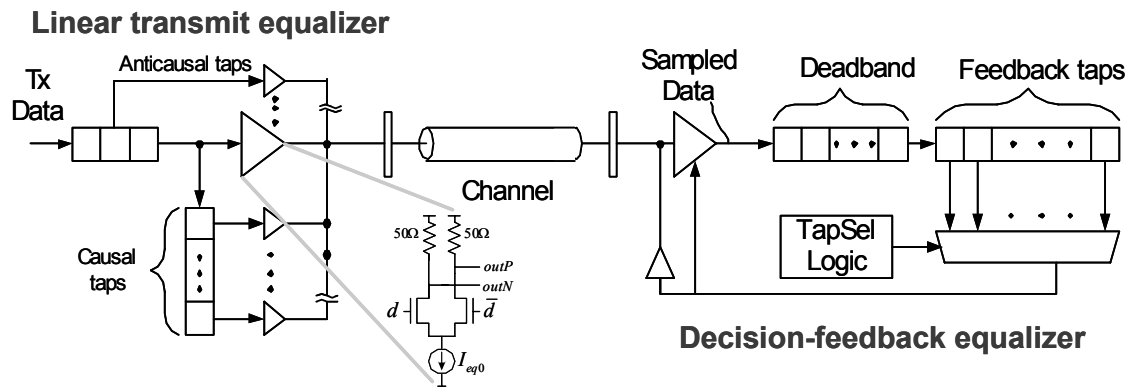 Linear transmit equalizer
Anticausal taps
Tx
Data
Causal
taps
Channel
50Ω
50Ω
outP
outN
d
d̅
I_eq0
Sampled
Data
Deadband
Feedback taps
TapSel
Logic
Decision-feedback equalizer